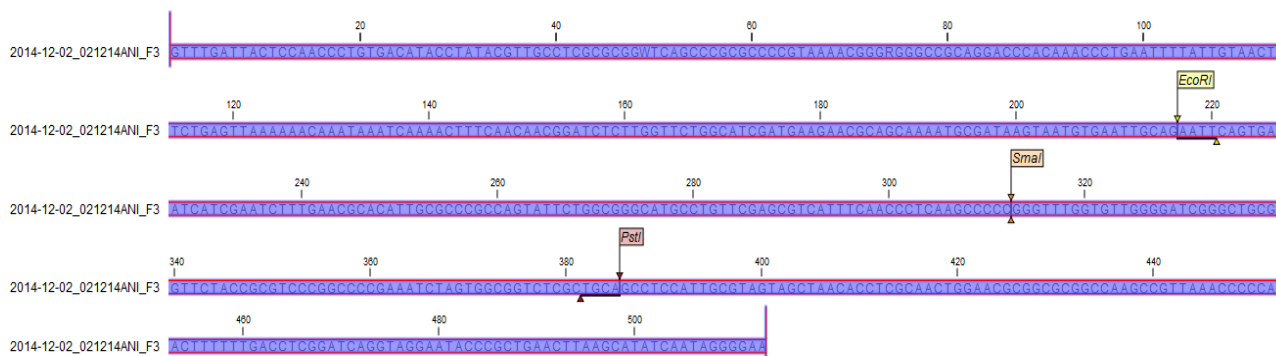 20 40 60 80 100
2014-12-02_021214ANI_F3 GTTTGATTACTCCAACCCTGTGACATACCTATACGTTGCCTCGCGCGGWTCAGCCCGCGCCCCGTAAAACGGGRGGGCCGCAGGACCCACAAACCCTGAATTTTATTGTAACT
EcoRI
120 140 160 180 200 220
2014-12-02_021214ANI_F3 TCTGAGTTAAAAAACAAATAAATCAAAACTTTCAACAACGGATCTCTTGGTTCTGGCATCGATGAAGAACGCAGCAAAATGCGATAAGTAATGTGAATTGCAGAATTCAGTGA
SmaI
240 260 280 300 320
2014-12-02_021214ANI_F3 ATCATCGAATCTTTGAACGCACATTGCGCCCGCCAGTATTCTGGCGGGCATGCCTGTTCGAGCGTCATTTCAACCCTCAAGCCCCCGGGTTTGGTGTTGGGGATCGGGCTGCG
PstI
340 360 380 400 420 440
2014-12-02_021214ANI_F3 GTTCTACCGCGTCCCGGCCCCGAAATCTAGTGGCGGTCTCGCTGCAGCCTCCATTGCGTAGTAGCTAACACCTCGCAACTGGAACGCGGCGCGGCCAAGCCGTTAAACCCCCA
460 480 500
2014-12-02_021214ANI_F3 ACTTTTTTGACCTCGGATCAGGTAGGAATACCCGCTGAACTTAAGCATATCAATAGGGGAA